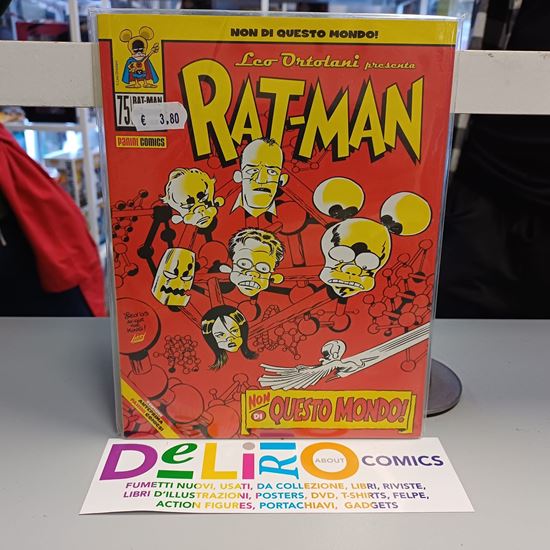 NON DI QUESTO MONDO!
Leo Ortolani presenta
RAT-MAN
75 RAT-MAN
€ 3,80
PANINI COMICS
NON
DI
QUESTO MONDO!
DeLiRiO
ABOUT
COMICS
FUMETTI NUOVI, USATI, DA COLLEZIONE, LIBRI, RIVISTE,
LIBRI D'ILLUSTRAZIONI, POSTERS, DVD, T-SHIRTS, FELPE,
ACTION FIGURES, PORTACHIAVI, GADGETS